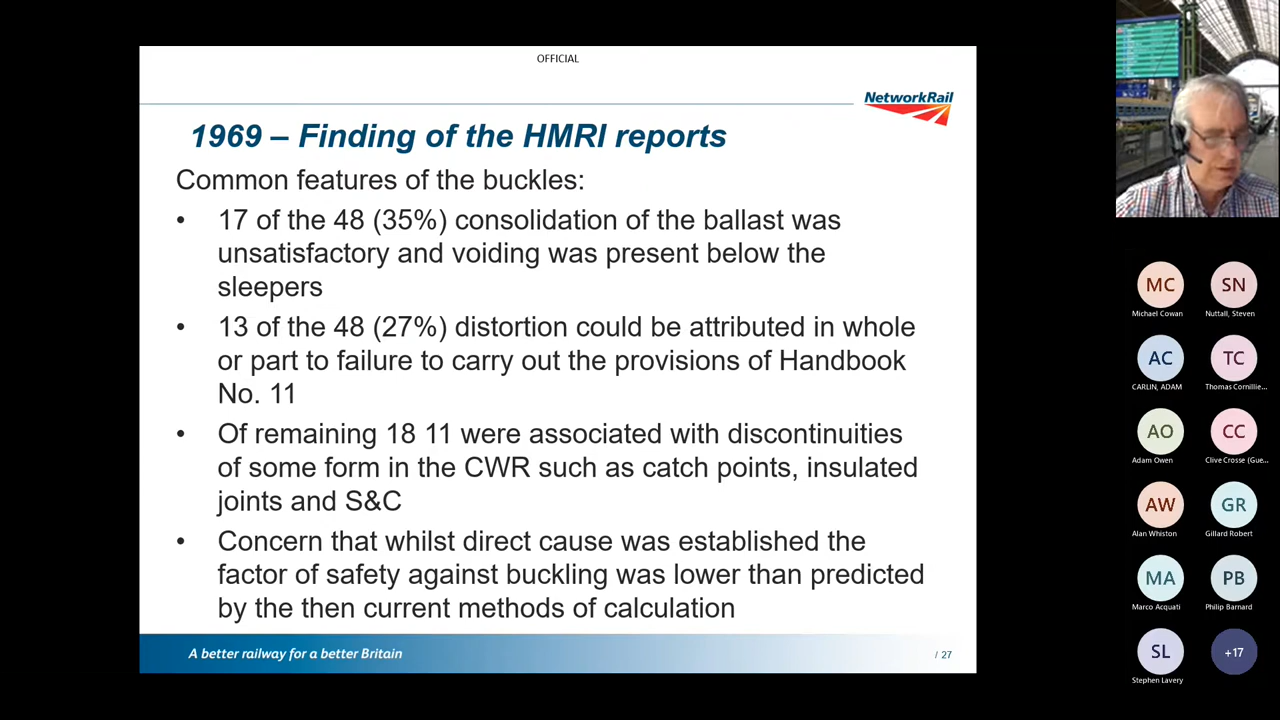 OFFICIAL
NetworkRail
1969 – Finding of the HMRI reports
Common features of the buckles:
• 17 of the 48 (35%) consolidation of the ballast was
unsatisfactory and voiding was present below the
sleepers
• 13 of the 48 (27%) distortion could be attributed in whole
or part to failure to carry out the provisions of Handbook
No. 11
• Of remaining 18 11 were associated with discontinuities
of some form in the CWR such as catch points, insulated
joints and S&C
• Concern that whilst direct cause was established the
factor of safety against buckling was lower than predicted
by the then current methods of calculation
A better railway for a better Britain
/ 27
MC
SN
Michael Cowan
Nuttall, Steven
AC
TC
CARLIN, ADAM
Thomas Cornillie...
AO
CC
Adam Owen
Clive Crosse (Gue...
AW
GR
Alan Whiston
Gillard Robert
MA
PB
Marco Acquati
Philip Barnard
SL
+17
Stephen Lavery